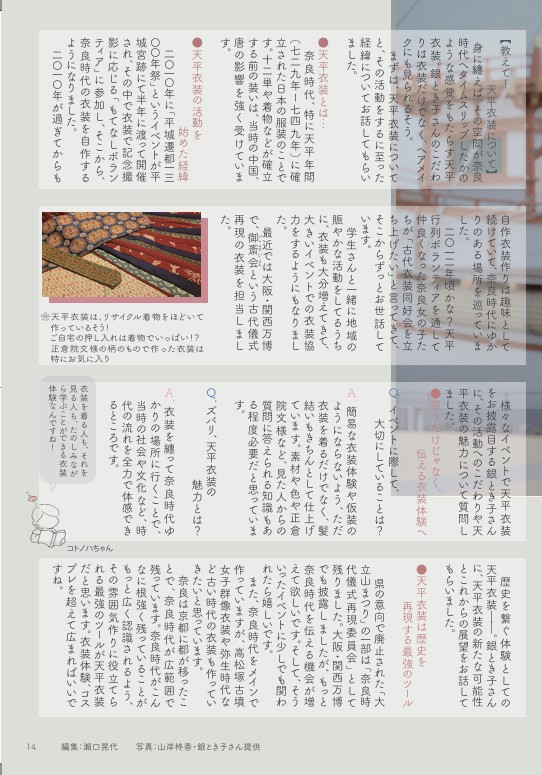 【教えて! 天平衣装について】
身に纏えばその空間が奈良
時代へタイムスリップしたかの
ような感覚をもたらす天平
衣装。銀とき子さんのこだわ
りは衣装だけでなく、アメイ
クにも見られるそう。
まずは、天平衣装について
と、その活動をするに至った
経緯についてお話してもらい
ました。
●天平衣装とは…
奈良時代、特に天平年間
(七二九年ー七四九年)に確
立された日本の服装のことで
す。十二単や着物などが確立
する前の装いは、当時の中国、
唐の影響を強く受けていま
す。
●天平衣装の活動を
始めた経緯
二〇一〇年に「平城遷都一三
〇〇年祭」というイベントが平
城宮跡にて半年に渡って開催
され、その中で衣装で記念撮
影に応じる、"もてなしボラン
ティア"に参加し、そこから、
奈良時代の衣装を自作する
ようになりました。
二〇一〇年が過ぎてからも
自作衣装作りは趣味として
続けていて、奈良時代にゆか
りのある場所を巡っていま
した。
二〇一二年頃かな?天平
行列ボランティアを通して
仲良くなった奈良女の子た
ちが「古代衣装同好会を立
ち上げたい」と言ってきて、
そこからずっとお世話して
います。
学生さんと一緒に地域の
賑やかな活動をしてるうち
に、衣装も大分増えてきて、
大きいイベントでの衣装協
力をするようにもなりまし
た。
最近では大阪・関西万博
で、御斎会という古代儀式
再現の衣装を担当しまし
た。
※天平衣装は、リサイクル着物をほどいて
作っているそう!
ご自宅の押し入れは着物でいっぱい!?
正倉院文様の柄のもので作った衣装は
特にお気に入り
様々なイベントで天平衣装
をお披露目する銀とき子さん
に、その活動へのこだわりや天
平衣装の魅力について質問し
ました。
伝える衣装体験へ
Q.イベントに際して、
大切にしていることは?
A.簡易な衣装体験や仮装の
ようにならないよう、ただ
衣装を着るだけでなく、髪
結いもきちんとして仕上げ
ています。素材や色や正倉
院文様など、見た人からの
質問に答えられる知識もあ
る程度必要だと思っていま
す。
Q.ズバリ、天平衣装の
魅力とは?
A.衣装を纏って奈良時代ゆ
かりの場所に行くことで、
当時の社会や文化など、時
代の流れを全力で体感でき
るところです。
衣装を着る人も、それを
見る人も、たのしみなが
ら学ぶことができる衣装
体験なんですね!
コトノハちゃん
歴史を繋ぐ体験としての
天平衣装――。銀とき子さん
に、天平衣装の新たな可能性
とこれからの展望をお話して
もらいました。
●天平衣装は歴史を
再現する最強のツール
県の意向で廃止された「大
立山まつり」の一部は「奈良時
代儀式再現委員会」として
残りました。大阪・関西万博
でも披露しましたが、もっと
奈良時代を伝える機会が増
えて欲しいです。そして、そう
いったイベントに少しでも関わ
れたら嬉しいです。
また、奈良時代をメインで
作っていますが、高松塚古墳
女子群像衣装や弥生時代な
ど古い時代の衣装も作ってい
きたいと思っています。
奈良は京都に都が移ったこ
とで、奈良時代が広範囲で
残っています。奈良時代がこん
なに根強く残っていることが
もっと広く認識されるよう、
その雰囲気作りに役立てら
れる最強のツールが天平衣装
だと思います。衣装体験、コス
プレを超えて広まればいいで
すね。
14 編集:瀬口晃代 写真:山岸柊香・銀とき子さん提供